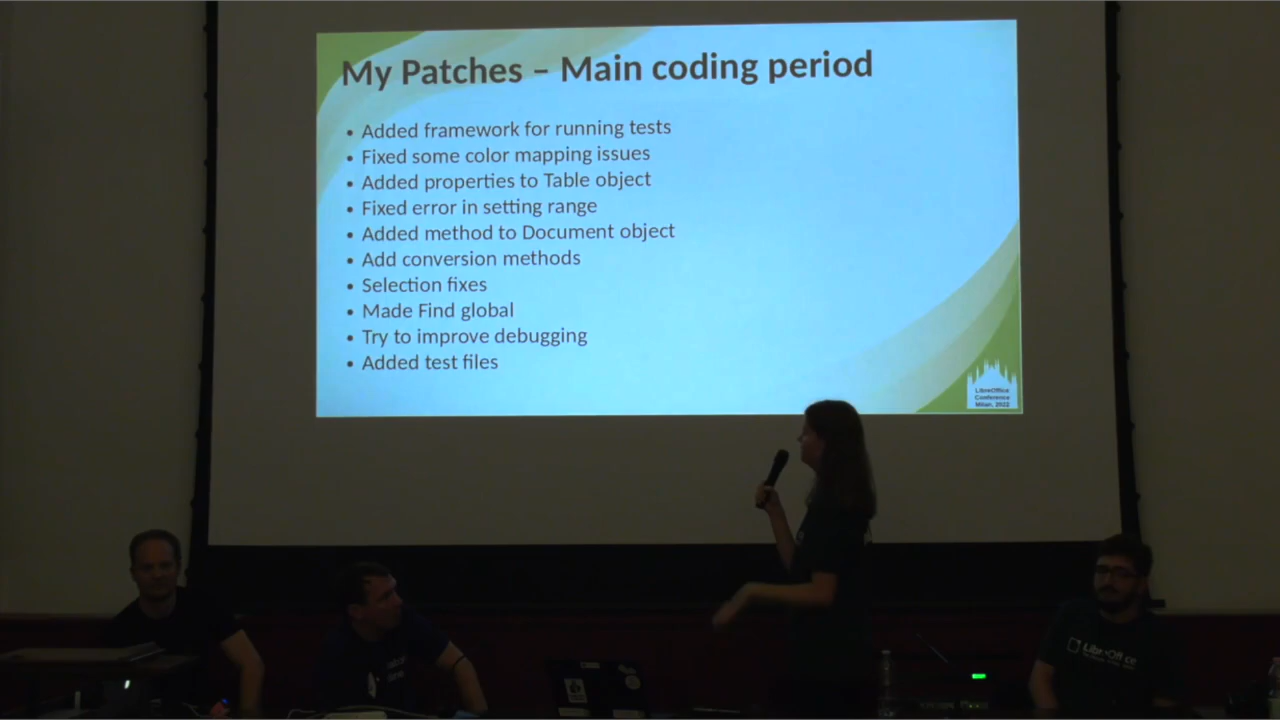 My Patches – Main coding period
• Added framework for running tests
• Fixed some color mapping issues
• Added properties to Table object
• Fixed error in setting range
• Added method to Document object
• Add conversion methods
• Selection fixes
• Made Find global
• Try to improve debugging
• Added test files
LibreOffice
Conference
Milan, 2022
LibreOffice